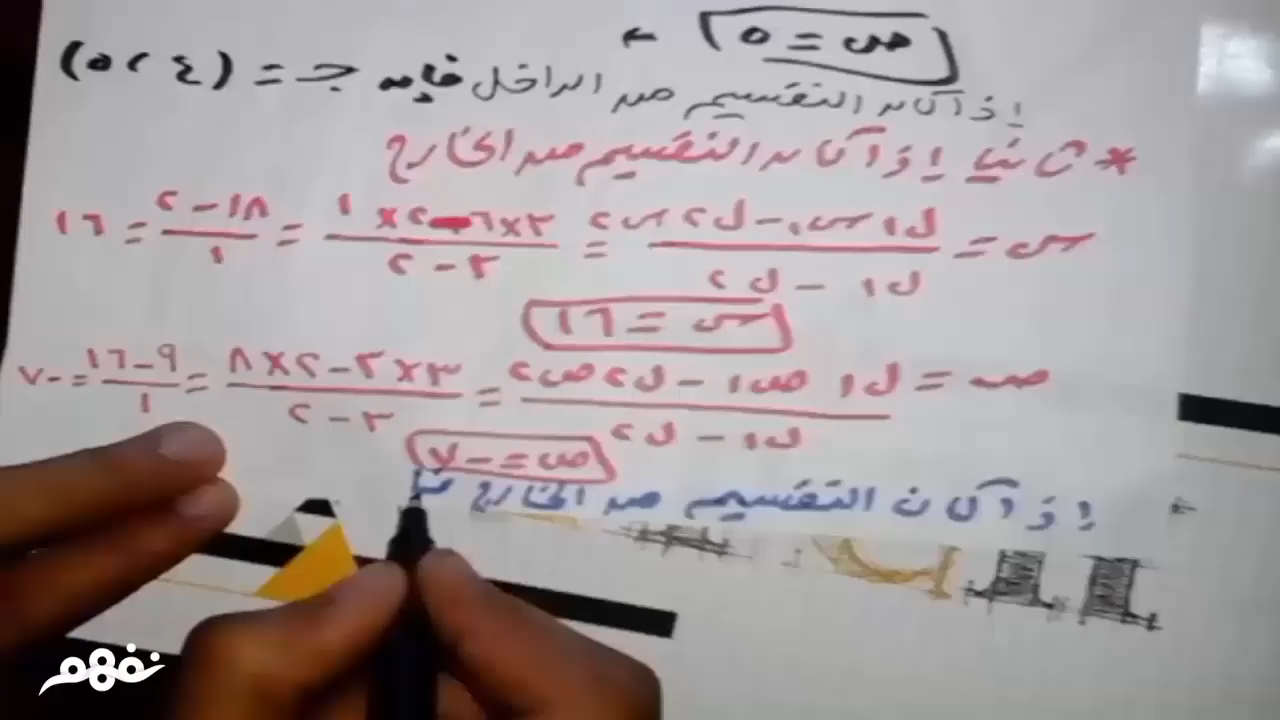 ص = ٥ ←
إذا كان التقسيم من الداخل فإن جـ = (٤ ، ٥)
* ثانيا إذا كان التقسيم من الخارج
س = (ل١ س١ - ل٢ س٢) / (ل١ - ل٢) = (٣×٦ - ٢×١) / (٣ - ٢) = (١٨ - ٢) / ١ = ١٦
س = ١٦
ص = (ل١ ص١ - ل٢ ص٢) / (ل١ - ل٢) = (٣×٣ - ٢×٨) / (٣ - ٢) = (٩ - ١٦) / ١ = -٧
ص = -٧
إذا كان التقسيم من الخارج
نفهم